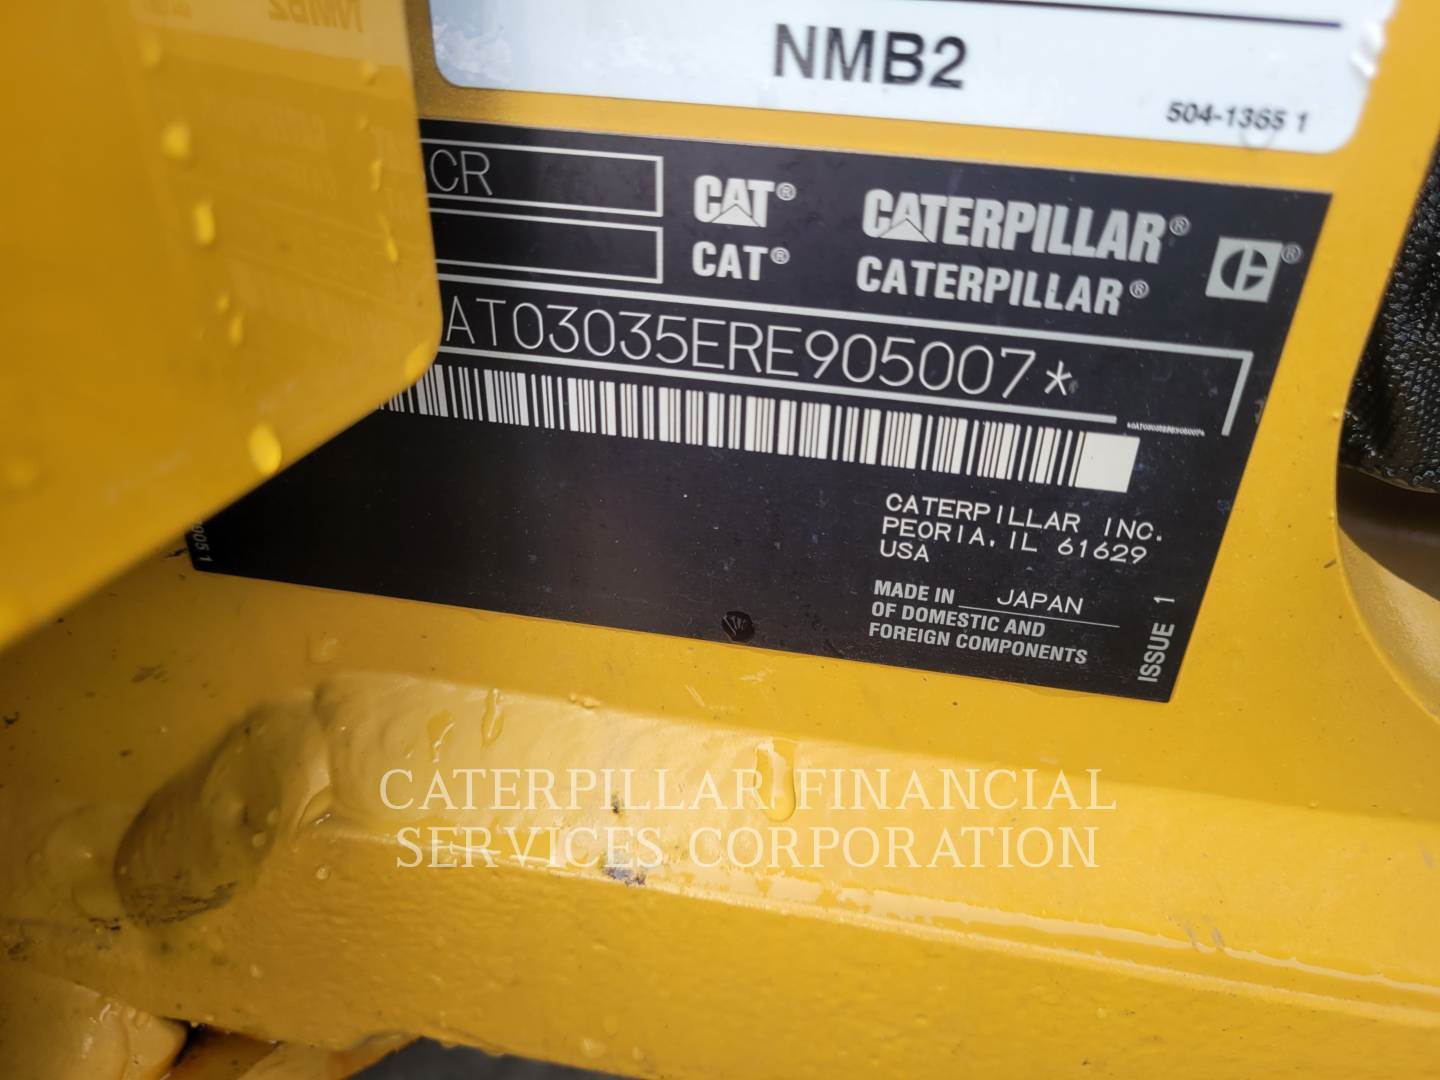 NMB2
504-1365 1
CR
CAT® CATERPILLAR®
CAT® CATERPILLAR®
AT03035ERE905007*
CATERPILLAR INC.
PEORIA, IL 61629
USA
MADE IN JAPAN
OF DOMESTIC AND
FOREIGN COMPONENTS
ISSUE 1
CATERPILLAR FINANCIAL
SERVICES CORPORATION